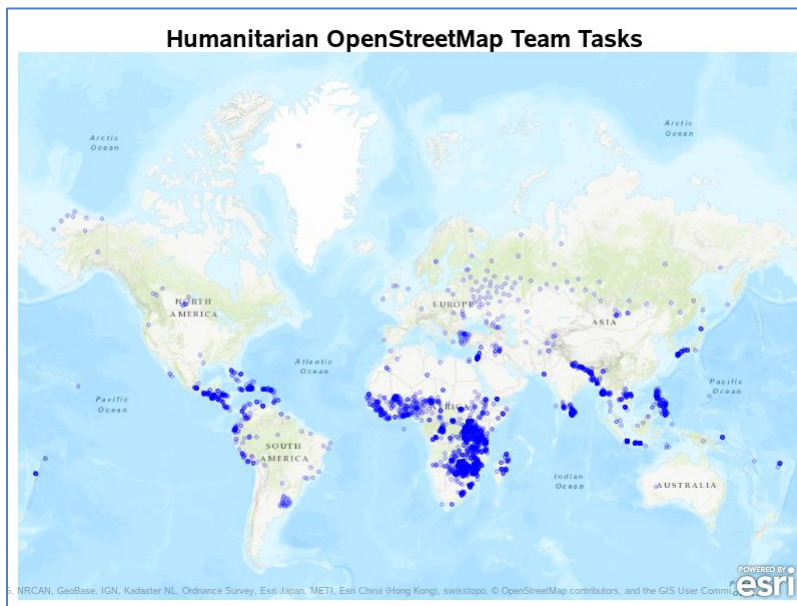 Humanitarian OpenStreetMap Team Tasks
Arctic
Ocean
Arctic
Ocean
NORTH
AMERICA
EUROPE
ASIA
Atlantic
Ocean
Pacific
Ocean
Pacific
Ocean
SOUTH
AMERICA
Indian
Ocean
AUSTRALIA
POWERED BY
esri
NRCAN, GeoBase, IGN, Kadaster NL, Ordnance Survey, Esri Japan, METI, Esri China (Hong Kong), swisstopo, © OpenStreetMap contributors, and the GIS User